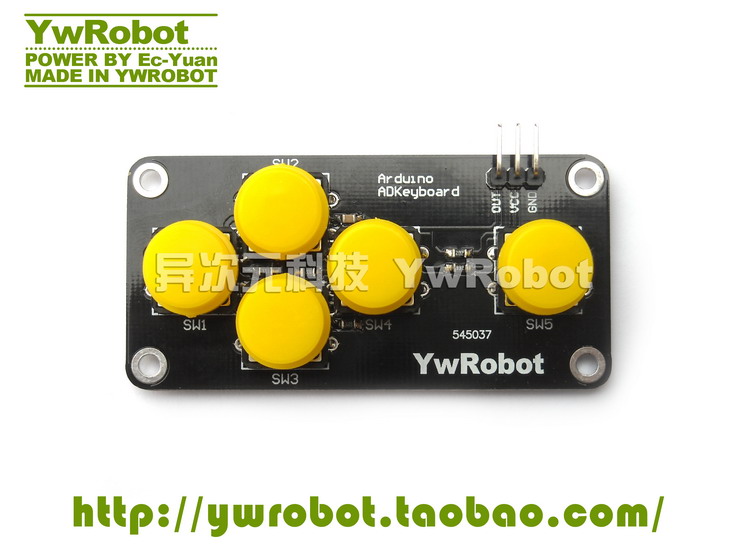 YwRobot
POWER BY Ec-Yuan
MADE IN YWROBOT
SW2
Arduino
ADKeyboard
OUT
VCC
GND
异次元科技 YwRobot
SW1
SW4
SW5
SW3
545037
YwRobot
http://ywrobot.taobao.com/